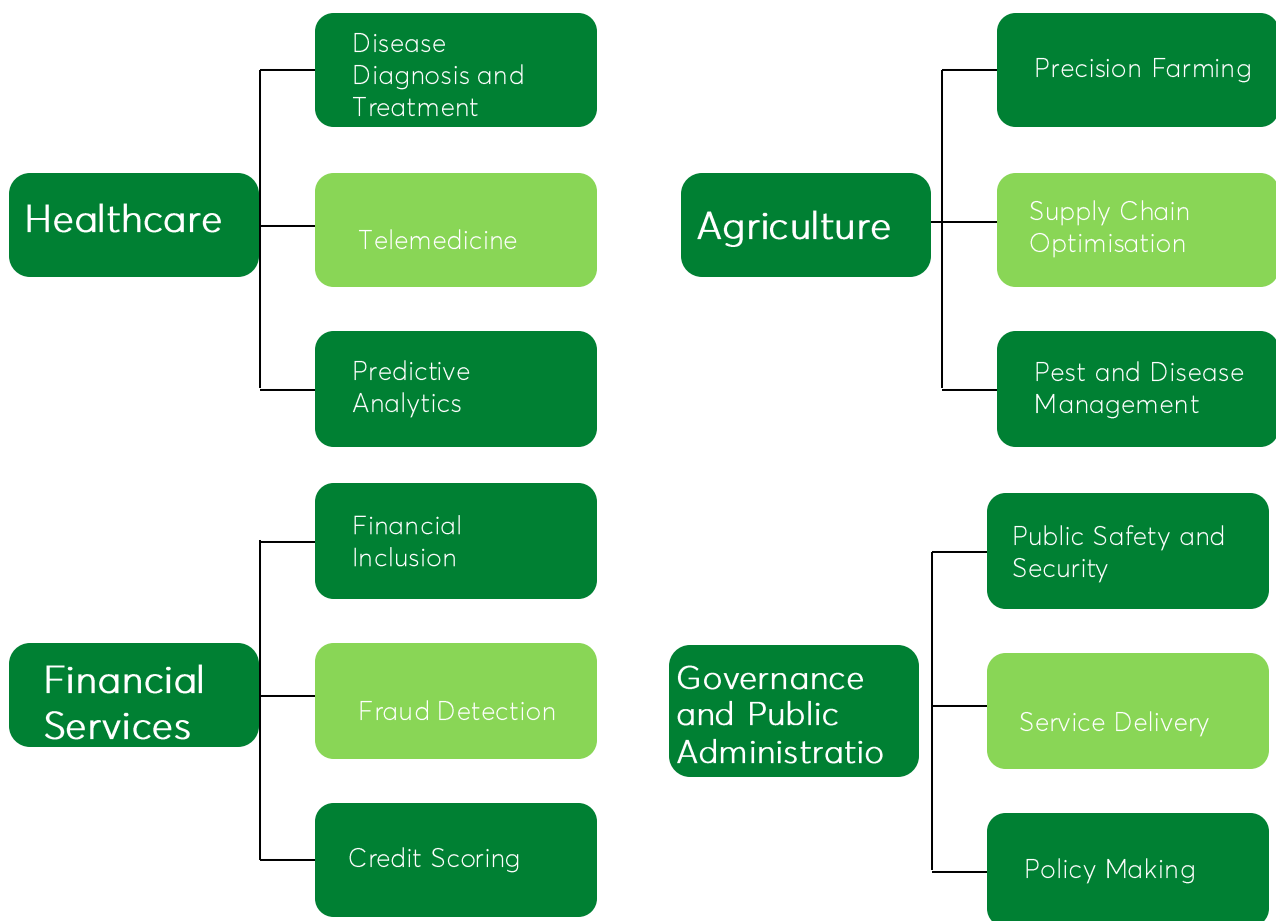 Healthcare
Disease
Diagnosis and
Treatment
Telemedicine
Predictive
Analytics
Agriculture
Precision Farming
Supply Chain
Optimisation
Pest and Disease
Management
Financial
Services
Financial
Inclusion
Fraud Detection
Credit Scoring
Governance
and Public
Administratio
Public Safety and
Security
Service Delivery
Policy Making